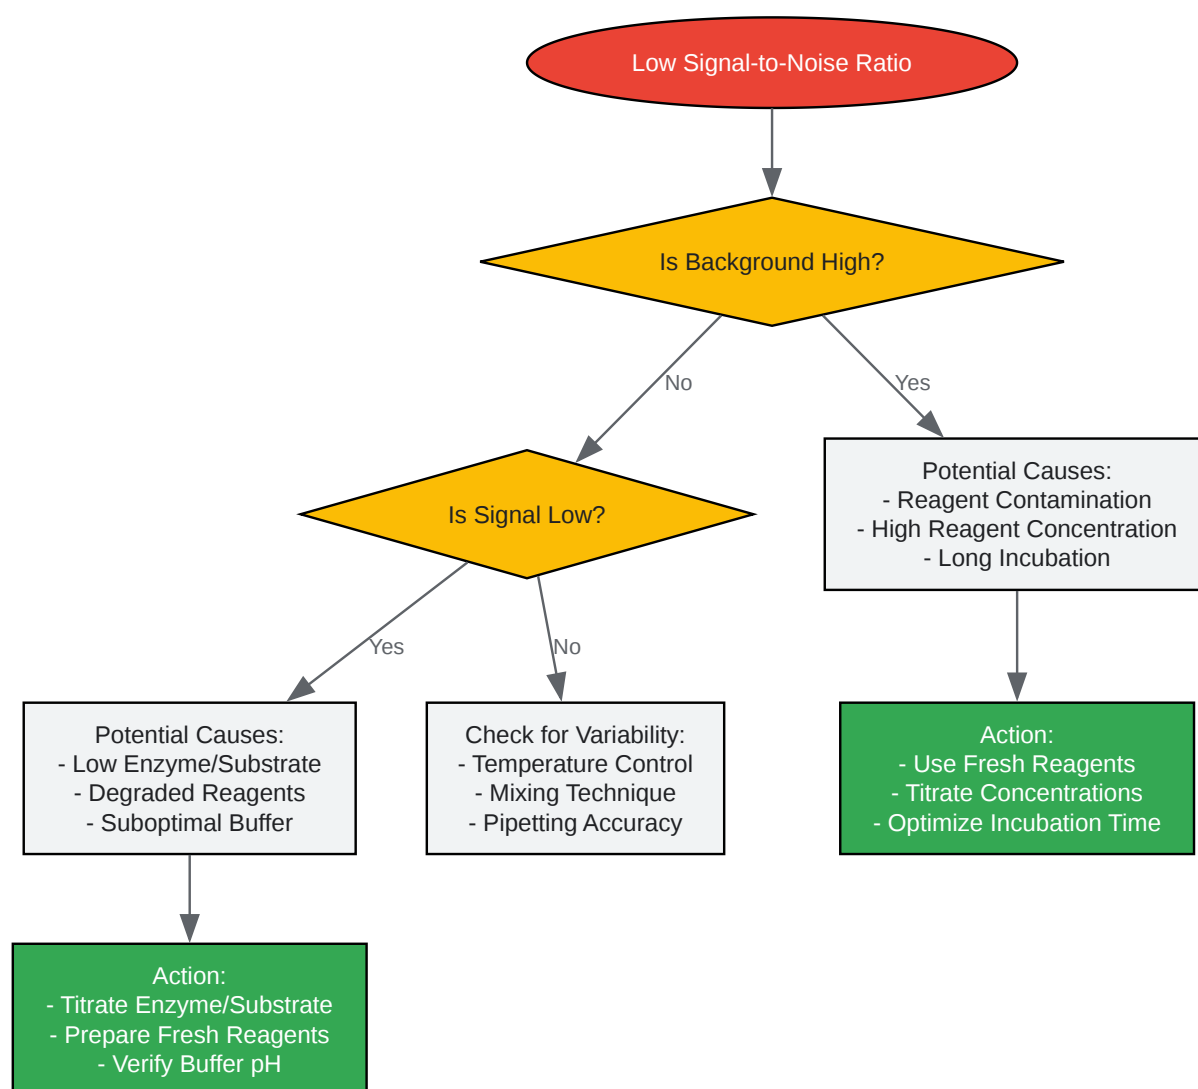 Low Signal-to-Noise Ratio
Is Background High?
No
Yes
Potential Causes:
- Reagent Contamination
- High Reagent Concentration
- Long Incubation
Is Signal Low?
Yes
No
Potential Causes:
- Low Enzyme/Substrate
- Degraded Reagents
- Suboptimal Buffer
Check for Variability:
- Temperature Control
- Mixing Technique
- Pipetting Accuracy
Action:
- Use Fresh Reagents
- Titrate Concentrations
- Optimize Incubation Time
Action:
- Titrate Enzyme/Substrate
- Prepare Fresh Reagents
- Verify Buffer pH